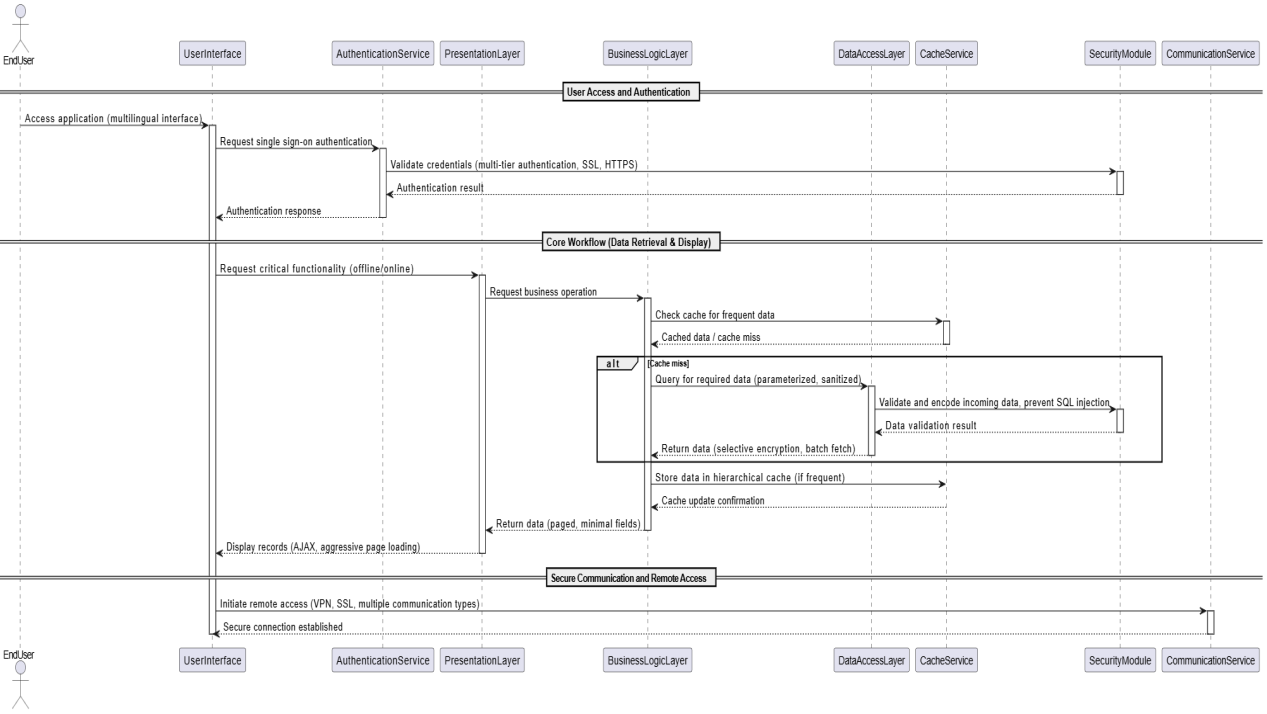 EndUser
UserInterface
AuthenticationService
PresentationLayer
BusinessLogicLayer
DataAccessLayer
CacheService
SecurityModule
CommunicationService
User Access and Authentication
Access application (multilingual interface)
Request single sign-on authentication
Validate credentials (multi-tier authentication, SSL, HTTPS)
Authentication result
Authentication response
Core Workflow (Data Retrieval & Display)
Request critical functionality (offline/online)
Request business operation
Check cache for frequent data
Cached data / cache miss
alt
[Cache miss]
Query for required data (parameterized, sanitized)
Validate and encode incoming data, prevent SQL injection
Data validation result
Return data (selective encryption, batch fetch)
Store data in hierarchical cache (if frequent)
Cache update confirmation
Return data (paged, minimal fields)
Display records (AJAX, aggressive page loading)
Secure Communication and Remote Access
Initiate remote access (VPN, SSL, multiple communication types)
Secure connection established
EndUser
UserInterface
AuthenticationService
PresentationLayer
BusinessLogicLayer
DataAccessLayer
CacheService
SecurityModule
CommunicationService